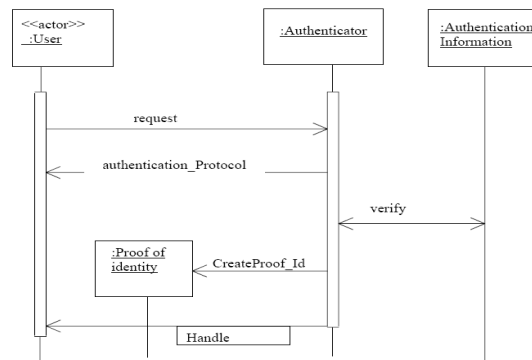 <<actor>>
:User
:Authenticator
:Authentication
Information
request
authentication_Protocol
verify
:Proof of
identity
CreateProof_Id
Handle